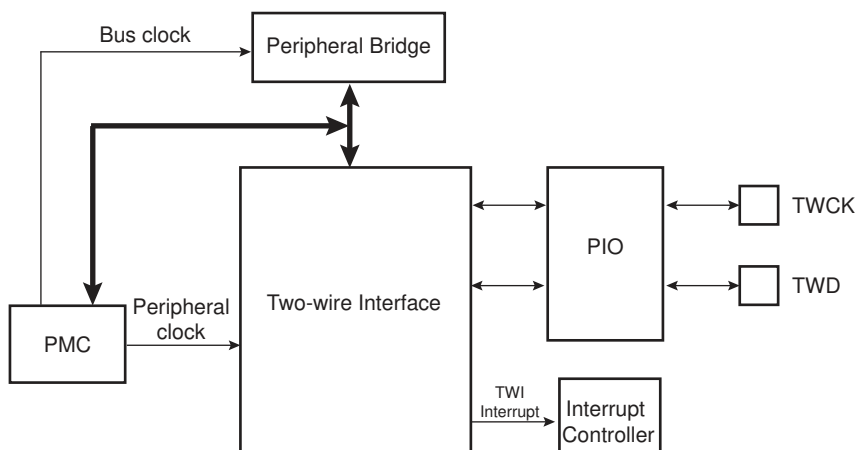 Bus clock
Peripheral Bridge
TWCK
PIO
Two-wire Interface
TWD
Peripheral
clock
PMC
TWI
Interrupt
Interrupt
Controller